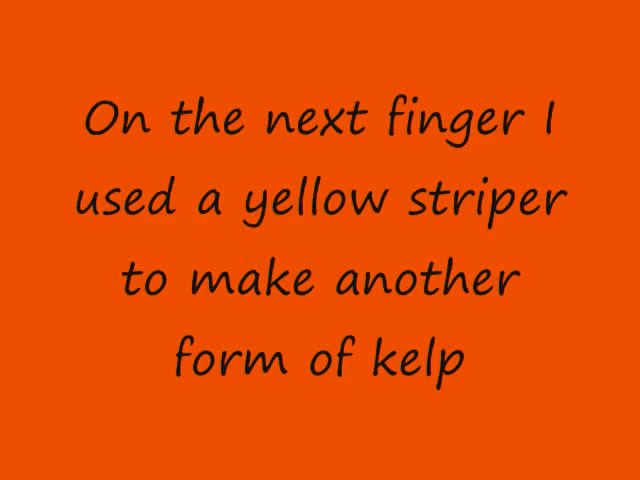 On the next finger I
used a yellow striper
to make another
form of kelp